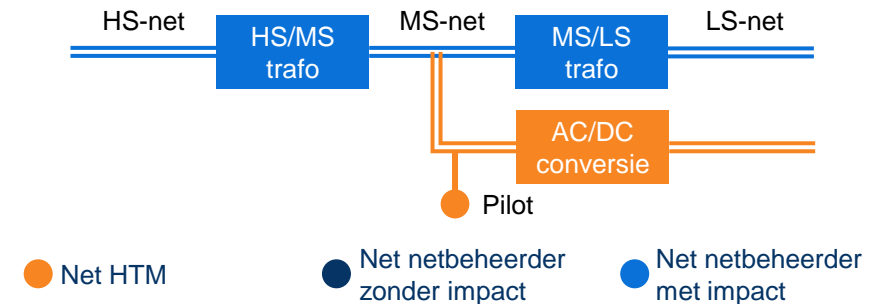 HS-net
MS-net
LS-net
HS/MS
trafo
MS/LS
trafo
AC/DC
conversie
Pilot
Net HTM
Net netbeheerder
zonder impact
Net netbeheerder
met impact